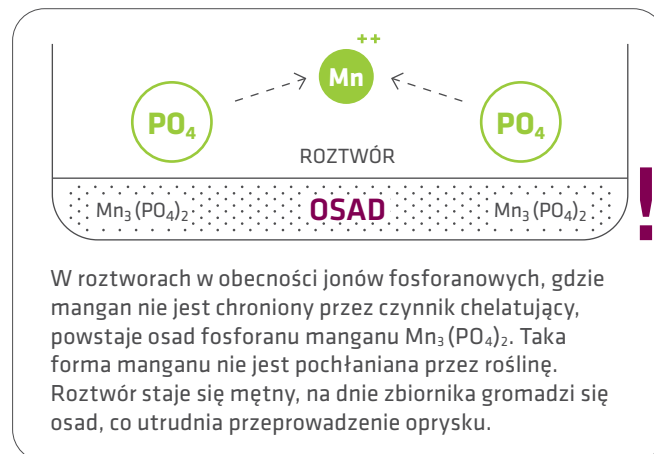 ++
Mn
PO₄ PO₄
ROZTWÓR
Mn₃(PO₄)₂ OSAD Mn₃(PO₄)₂ !
W roztworach w obecności jonów fosforanowych, gdzie
mangan nie jest chroniony przez czynnik chelatujący,
powstaje osad fosforanu manganu Mn₃(PO₄)₂. Taka
forma manganu nie jest pochłaniana przez roślinę.
Roztwór staje się mętny, na dnie zbiornika gromadzi się
osad, co utrudnia przeprowadzenie oprysku.